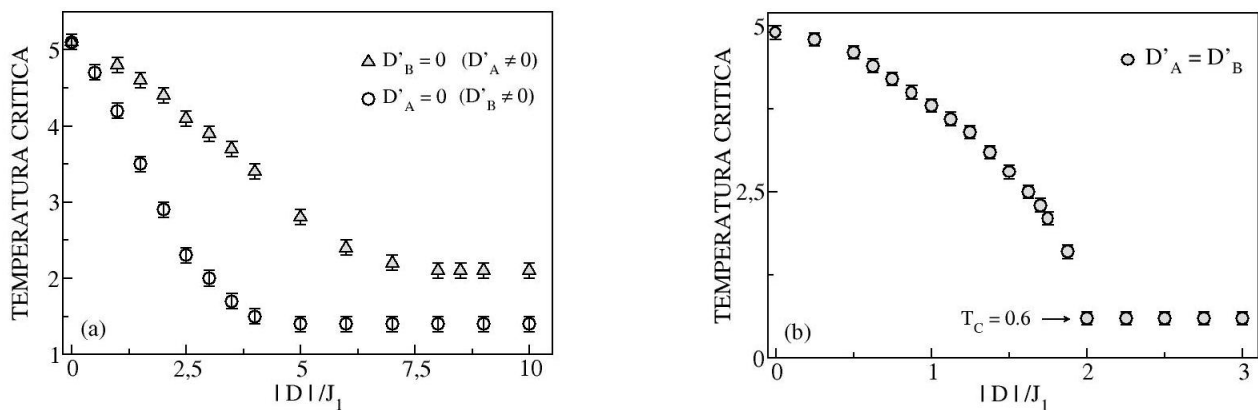 TEMPERATURA CRITICA
5
4
3
2
1
D'B = 0 (D'A ≠ 0)
D'A = 0 (D'B ≠ 0)
(a)
0 2,5 5 7,5 10
| D | /J1
TEMPERATURA CRITICA
5
2,5
0
D'A = D'B
TC = 0.6
(b)
0 1 2 3
| D | /J1